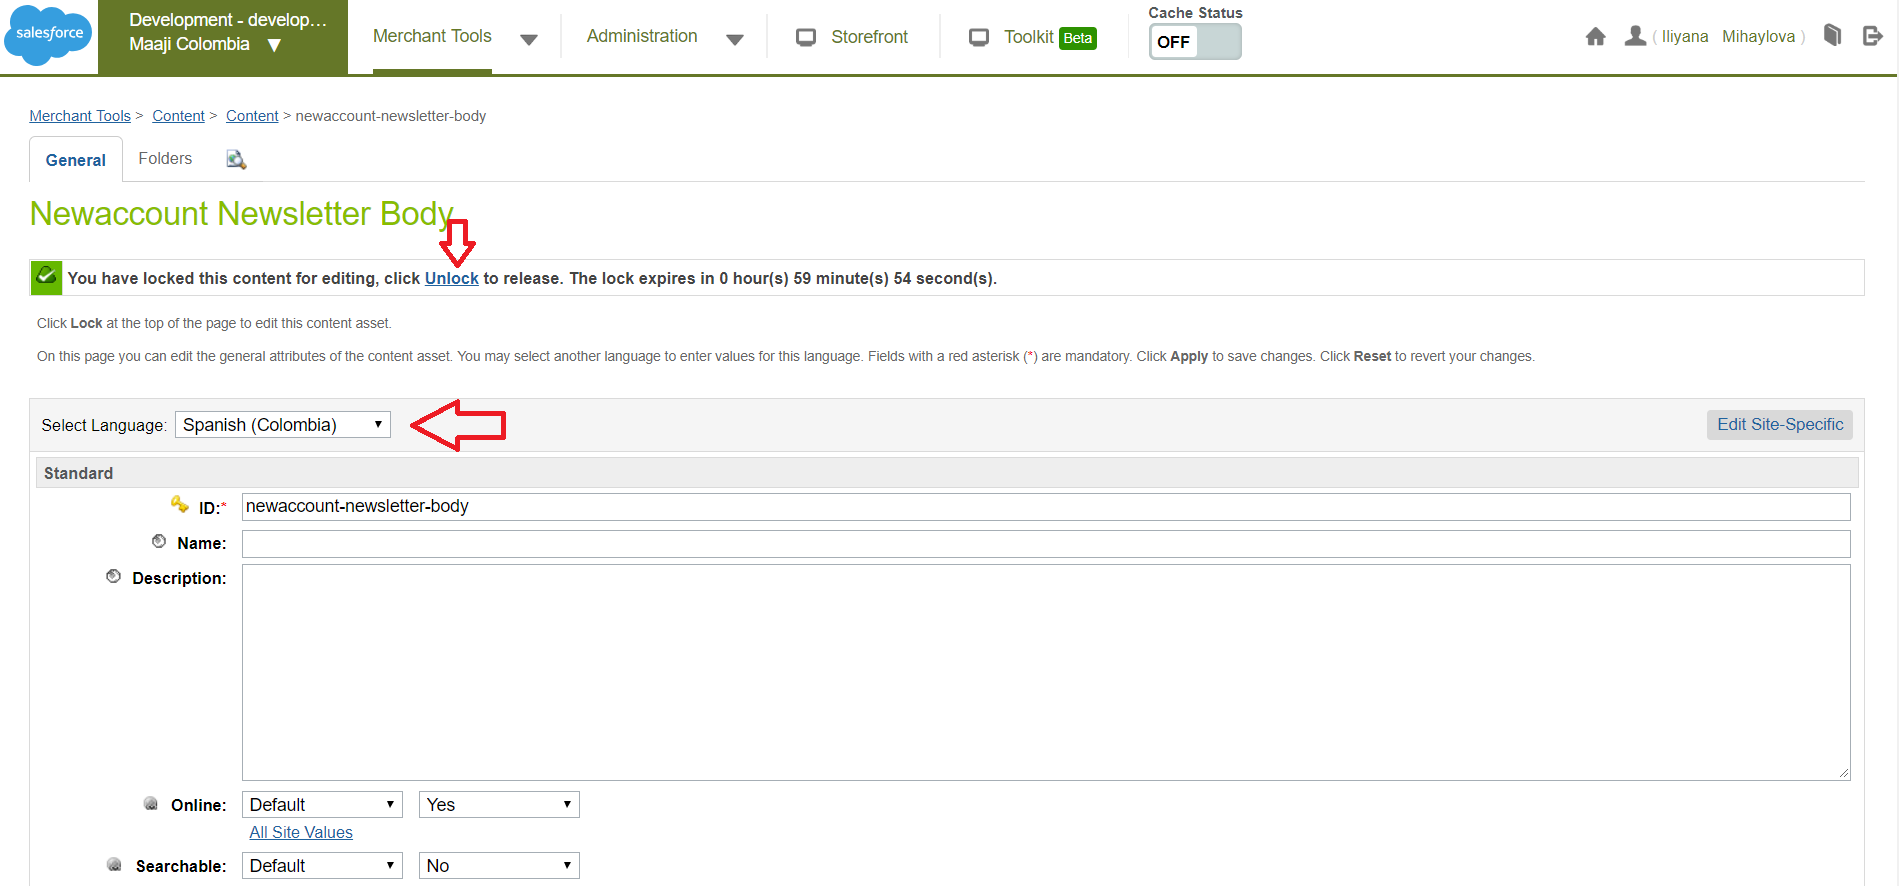 salesforce
Development - develop...
Maaji Colombia ▼
Merchant Tools
Administration
Storefront
Toolkit Beta
Cache Status
OFF
( Iliyana Mihaylova )
Merchant Tools > Content > Content > newaccount-newsletter-body
General
Folders
Newaccount Newsletter Body
You have locked this content for editing, click Unlock to release. The lock expires in 0 hour(s) 59 minute(s) 54 second(s).
Click Lock at the top of the page to edit this content asset.
On this page you can edit the general attributes of the content asset. You may select another language to enter values for this language. Fields with a red asterisk (*) are mandatory. Click Apply to save changes. Click Reset to revert your changes.
Select Language: Spanish (Colombia)
Edit Site-Specific
Standard
ID:* newaccount-newsletter-body
Name:
Description:
Online: Default Yes
All Site Values
Searchable: Default No